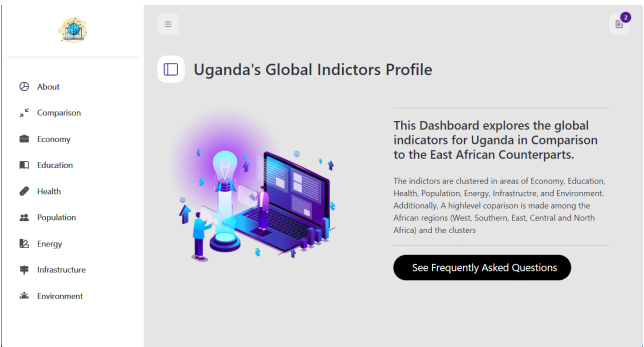 2
Uganda's Global Indictors Profile
About
Comparison
Economy
Education
Health
Population
Energy
Infrastructure
Environment
This Dashboard explores the global
indicators for Uganda in Comparison
to the East African Counterparts.
The indictors are clustered in areas of Economy, Education,
Health, Population, Energy, Infrastructre, and Environment.
Additionally, A highlevel coparison is made among the
African regions (West, Southern, East, Central and North
Africa) and the clusters
See Frequently Asked Questions